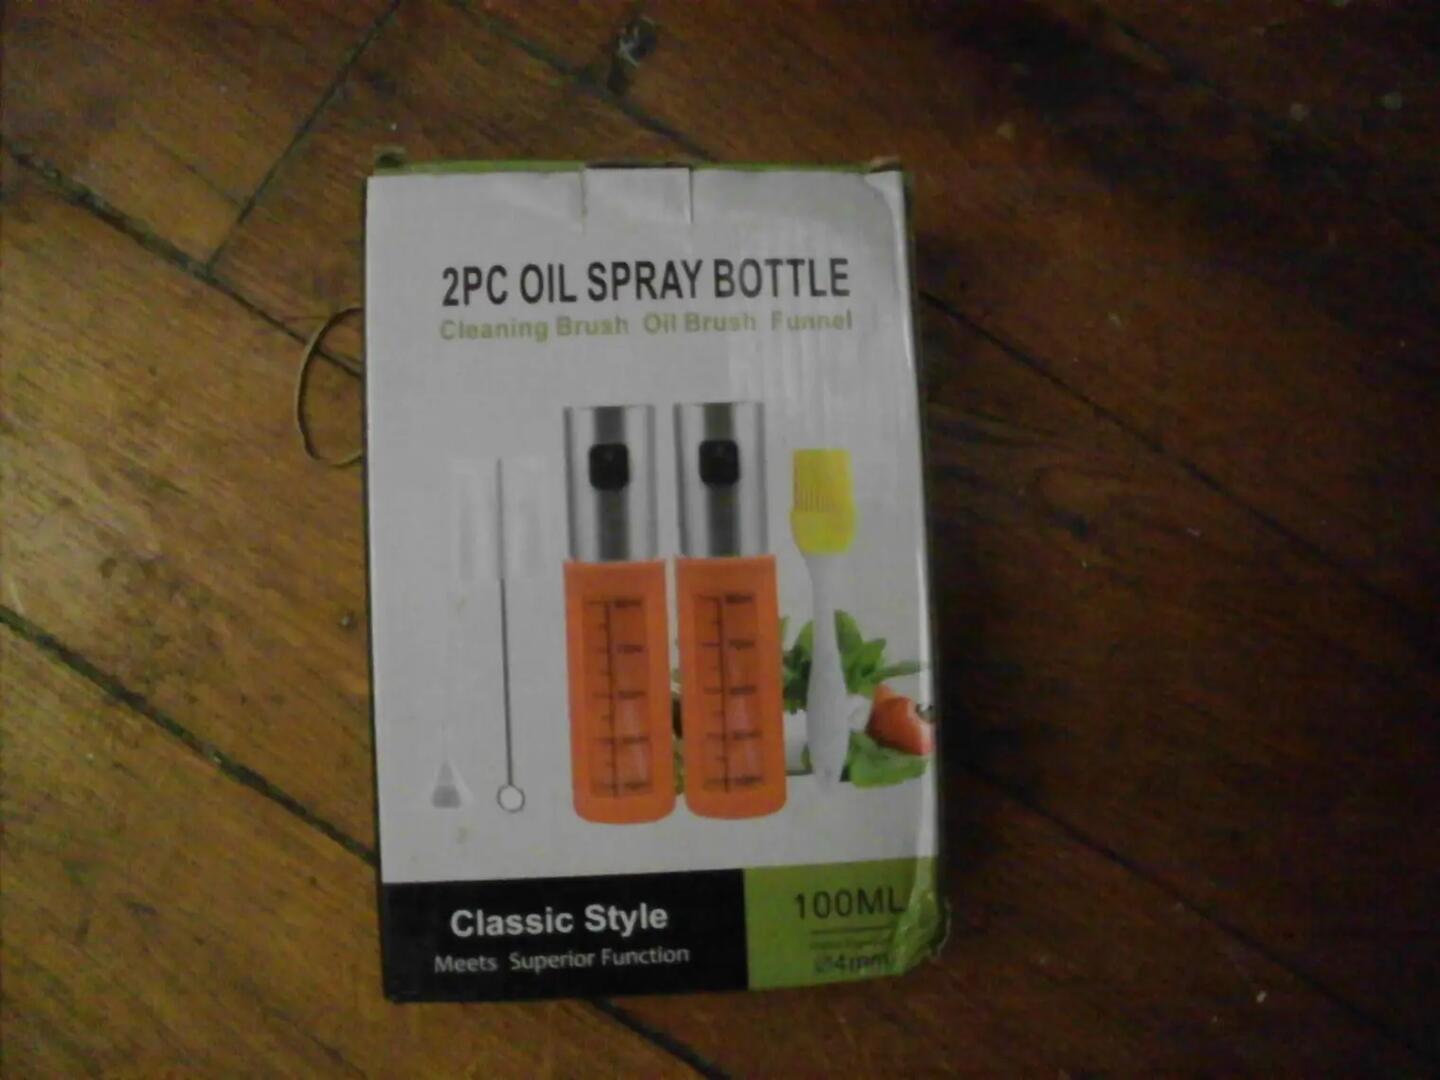 2PC OIL SPRAY BOTTLE
Cleaning Brush Oil Brush Funnel
Classic Style
Meets Superior Function
100ML